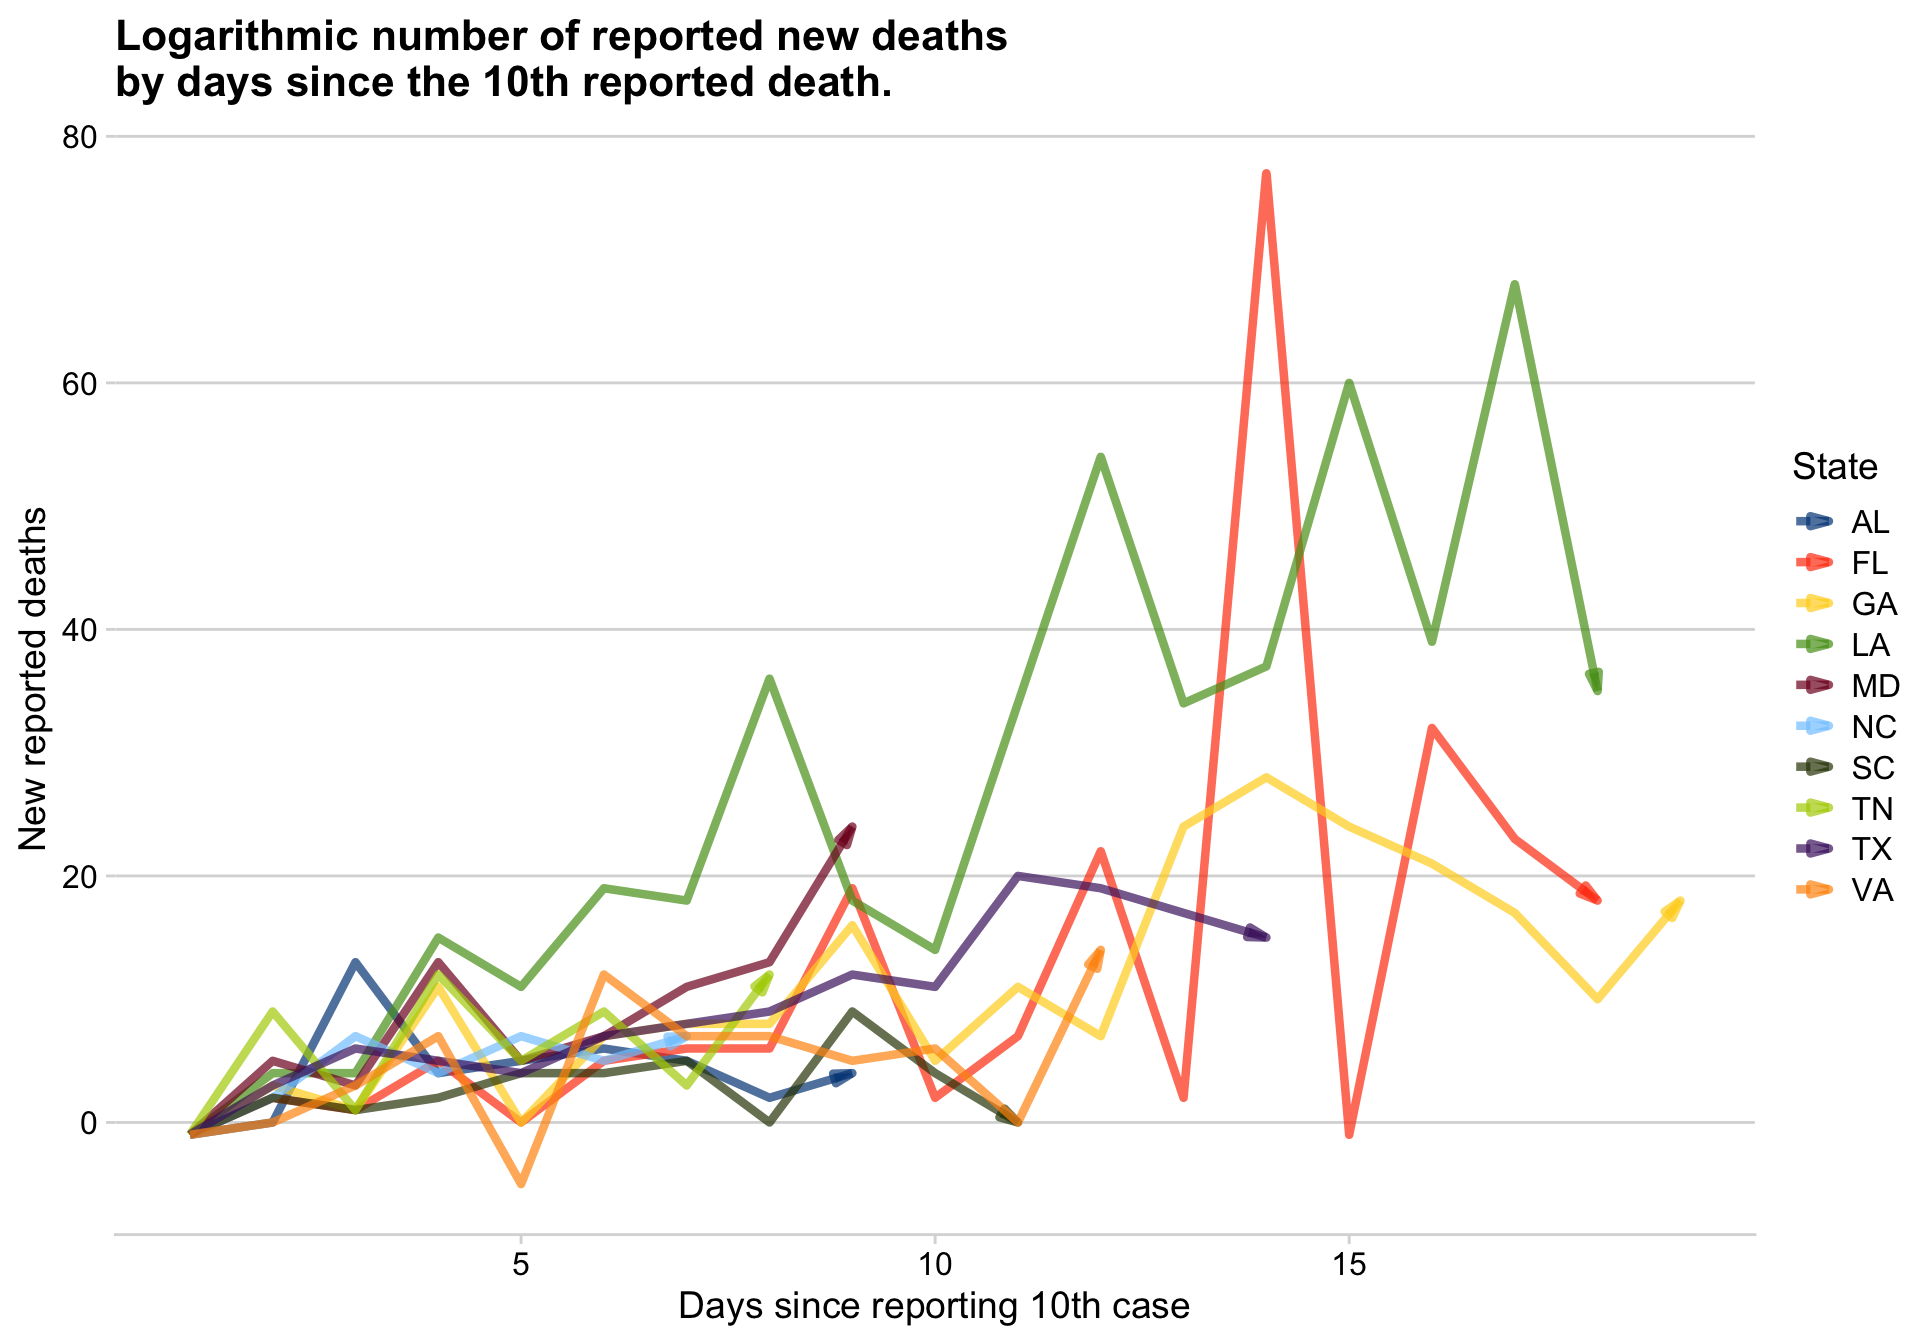 Logarithmic number of reported new deaths
by days since the 10th reported death.
80
60
40
20
0
New reported deaths
5
10
15
Days since reporting 10th case
State
AL
FL
GA
LA
MD
NC
SC
TN
TX
VA